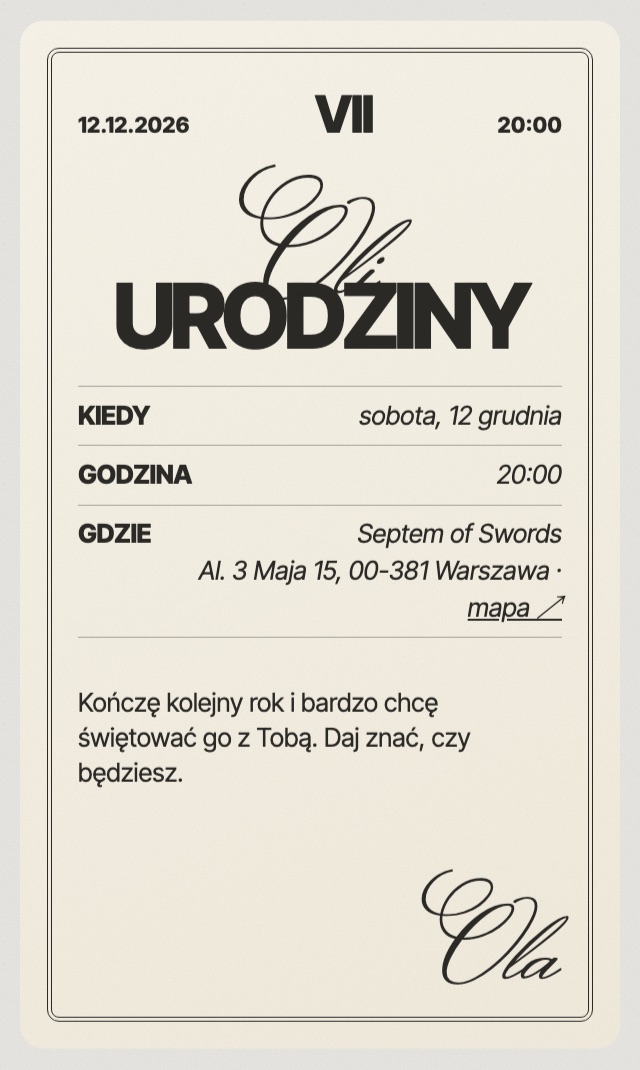 12.12.2026 VII 20:00
Oli
URODZINY
KIEDY sobota, 12 grudnia
GODZINA 20:00
GDZIE Septem of Swords
Al. 3 Maja 15, 00-381 Warszawa ·
mapa ↗
Kończę kolejny rok i bardzo chcę
świętować go z Tobą. Daj znać, czy
będziesz.
Ola